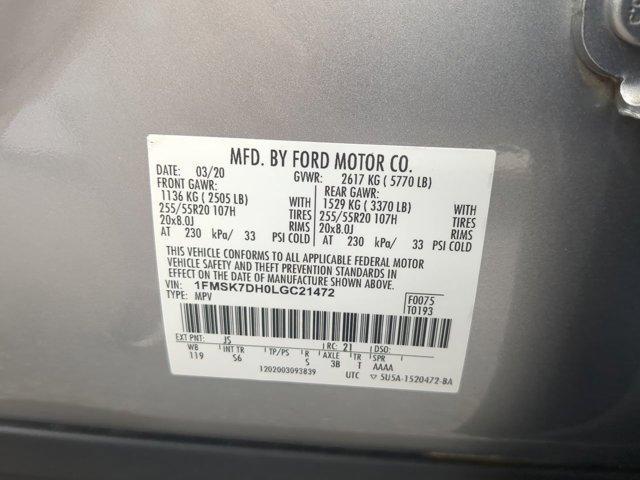 MFD. BY FORD MOTOR CO.
DATE: 03/20 GVWR: 2617 KG ( 5770 LB)
FRONT GAWR: REAR GAWR:
1136 KG ( 2505 LB) WITH 1529 KG ( 3370 LB) WITH
255/55R20 107H TIRES 255/55R20 107H TIRES
20x8.0J RIMS 20x8.0J RIMS
AT 230 kPa/ 33 PSI COLD AT 230 kPa/ 33 PSI COLD
THIS VEHICLE CONFORMS TO ALL APPLICABLE FEDERAL MOTOR
VEHICLE SAFETY AND THEFT PREVENTION STANDARDS IN
EFFECT ON THE DATE OF MANUFACTURE SHOWN ABOVE.
VIN: 1FMSK7DH0LGC21472
TYPE: MPV
F0075
T0193
EXT PNT: JS RC: 21 DSO:
WB INT TR TP/PS R AXLE TR SPR
119 S6 S 3B T AAAA
1202003093839 UTC ▽ 5U5A-1520472-BA